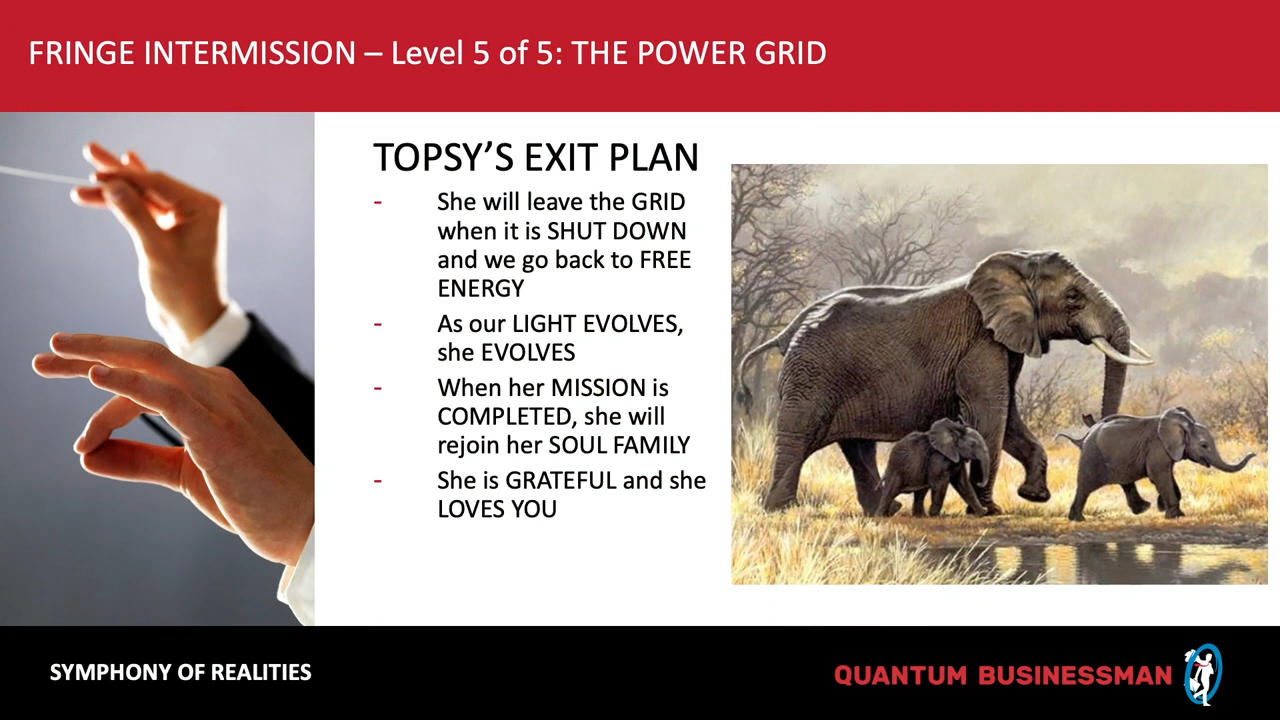 FRINGE INTERMISSION – Level 5 of 5: THE POWER GRID
TOPSY’S EXIT PLAN
- She will leave the GRID
when it is SHUT DOWN
and we go back to FREE
ENERGY
- As our LIGHT EVOLVES,
she EVOLVES
- When her MISSION is
COMPLETED, she will
rejoin her SOUL FAMILY
- She is GRATEFUL and she
LOVES YOU
SYMPHONY OF REALITIES
QUANTUM BUSINESSMAN